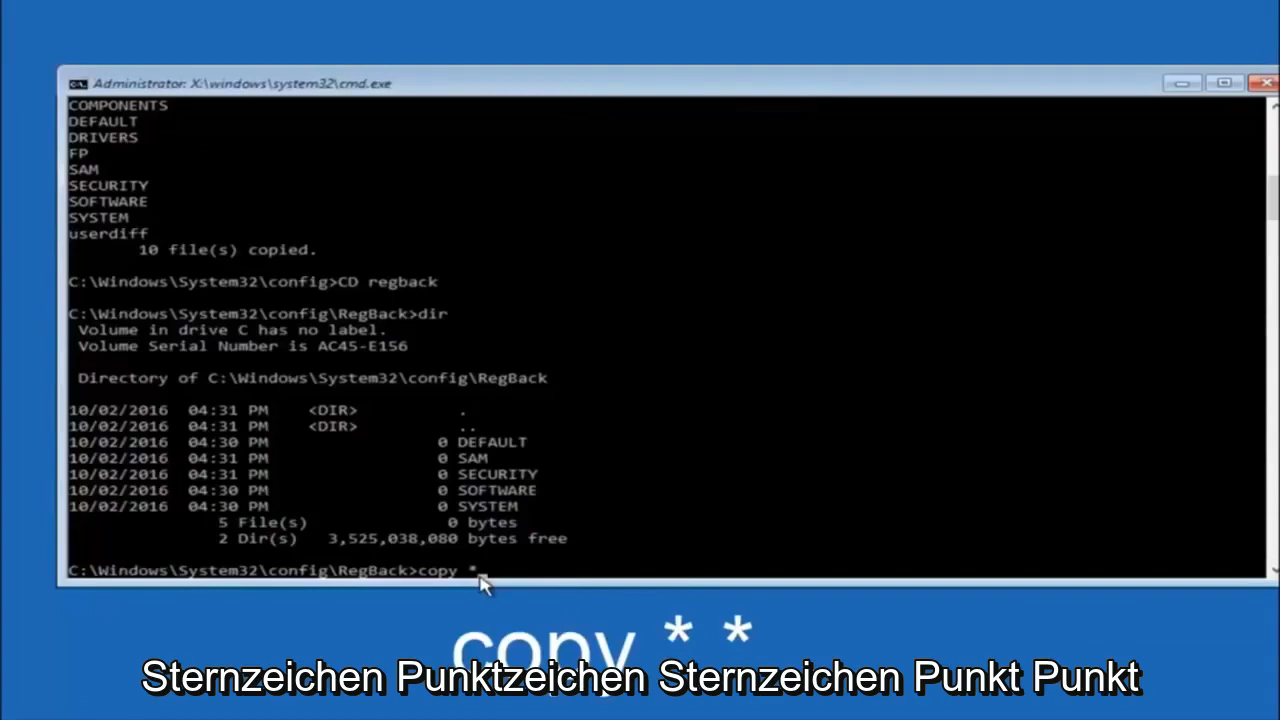 Administrator: X:\windows\system32\cmd.exe
COMPONENTS
DEFAULT
DRIVERS
FP
SAM
SECURITY
SOFTWARE
SYSTEM
userdiff
10 file(s) copied.
C:\Windows\System32\config>CD regback
C:\Windows\System32\config\RegBack>dir
Volume in drive C has no label.
Volume Serial Number is AC45-E156
Directory of C:\Windows\System32\config\RegBack
10/02/2016 04:31 PM <DIR> .
10/02/2016 04:31 PM <DIR> ..
10/02/2016 04:30 PM 0 DEFAULT
10/02/2016 04:31 PM 0 SAM
10/02/2016 04:31 PM 0 SECURITY
10/02/2016 04:30 PM 0 SOFTWARE
10/02/2016 04:30 PM 0 SYSTEM
5 File(s) 0 bytes
2 Dir(s) 3,525,038,080 bytes free
C:\Windows\System32\config\RegBack>copy *_
copy * *
Sternzeichen Punktzeichen Sternzeichen Punkt Punkt